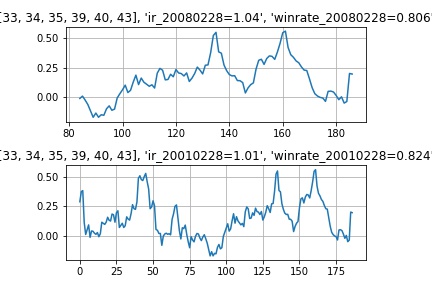 [33, 34, 35, 39, 40, 43], 'ir_20080228=1.04', 'winrate_20080228=0.806'
0.50
0.25
0.00
80 100 120 140 160 180
[33, 34, 35, 39, 40, 43], 'ir_20010228=1.01', 'winrate_20010228=0.824'
0.50
0.25
0.00
0 25 50 75 100 125 150 175